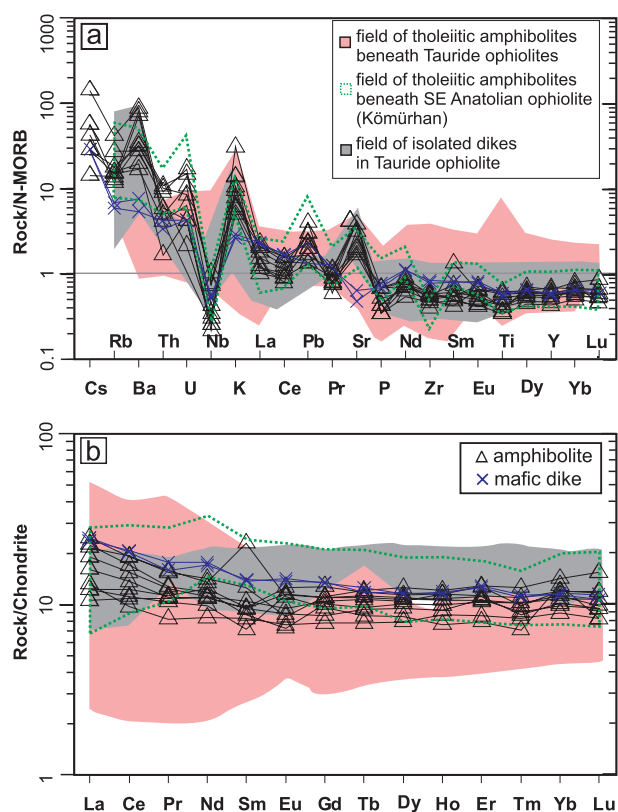 a
1000
100
10
1
0.1
Rock/N-MORB
field of tholeiitic amphibolites
beneath Tauride ophiolites
field of tholeiitic amphibolites
beneath SE Anatolian ophiolite
(Kömürhan)
field of isolated dikes
in Tauride ophiolite
Rb Th Nb La Pb Sr Nd Sm Ti Y Lu
Cs Ba U K Ce Pr P Zr Eu Dy Yb
b
100
10
1
Rock/Chondrite
amphibolite
mafic dike
La Ce Pr Nd Sm Eu Gd Tb Dy Ho Er Tm Yb Lu